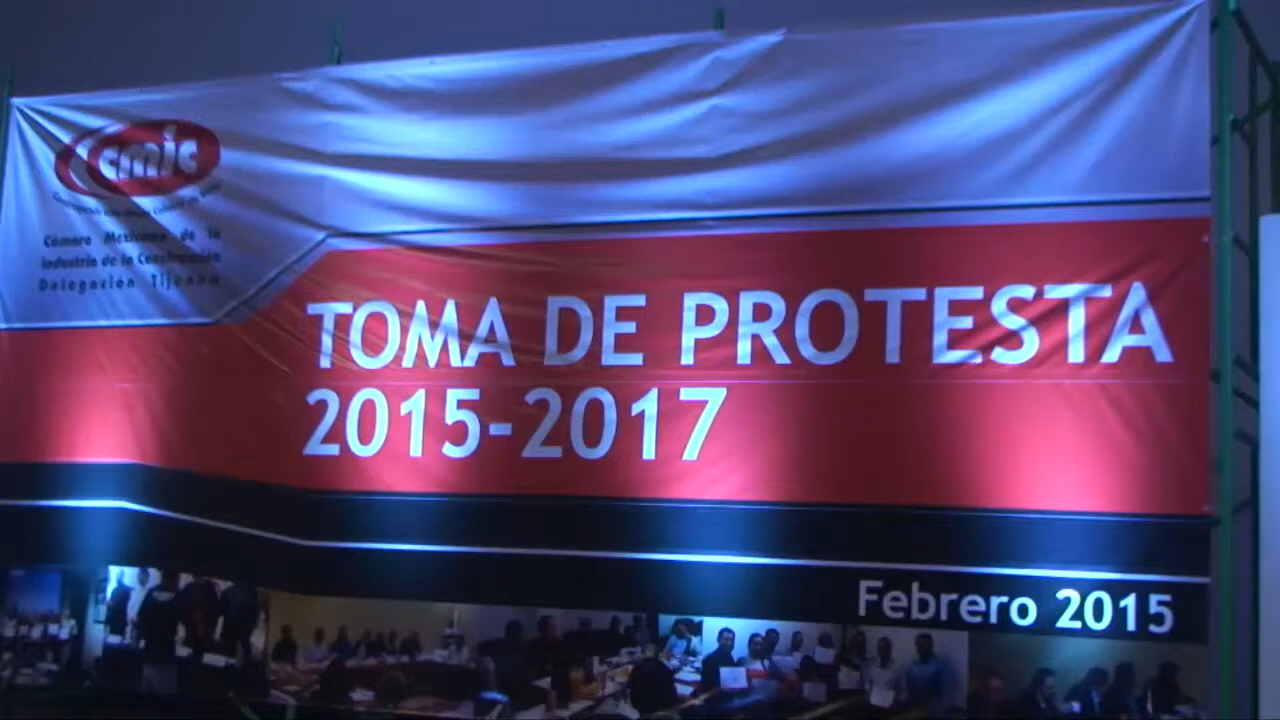 cmic
Cámara Mexicana de la
Industria de la Construcción
Delegación Tijuana
TOMA DE PROTESTA
2015-2017
Febrero 2015